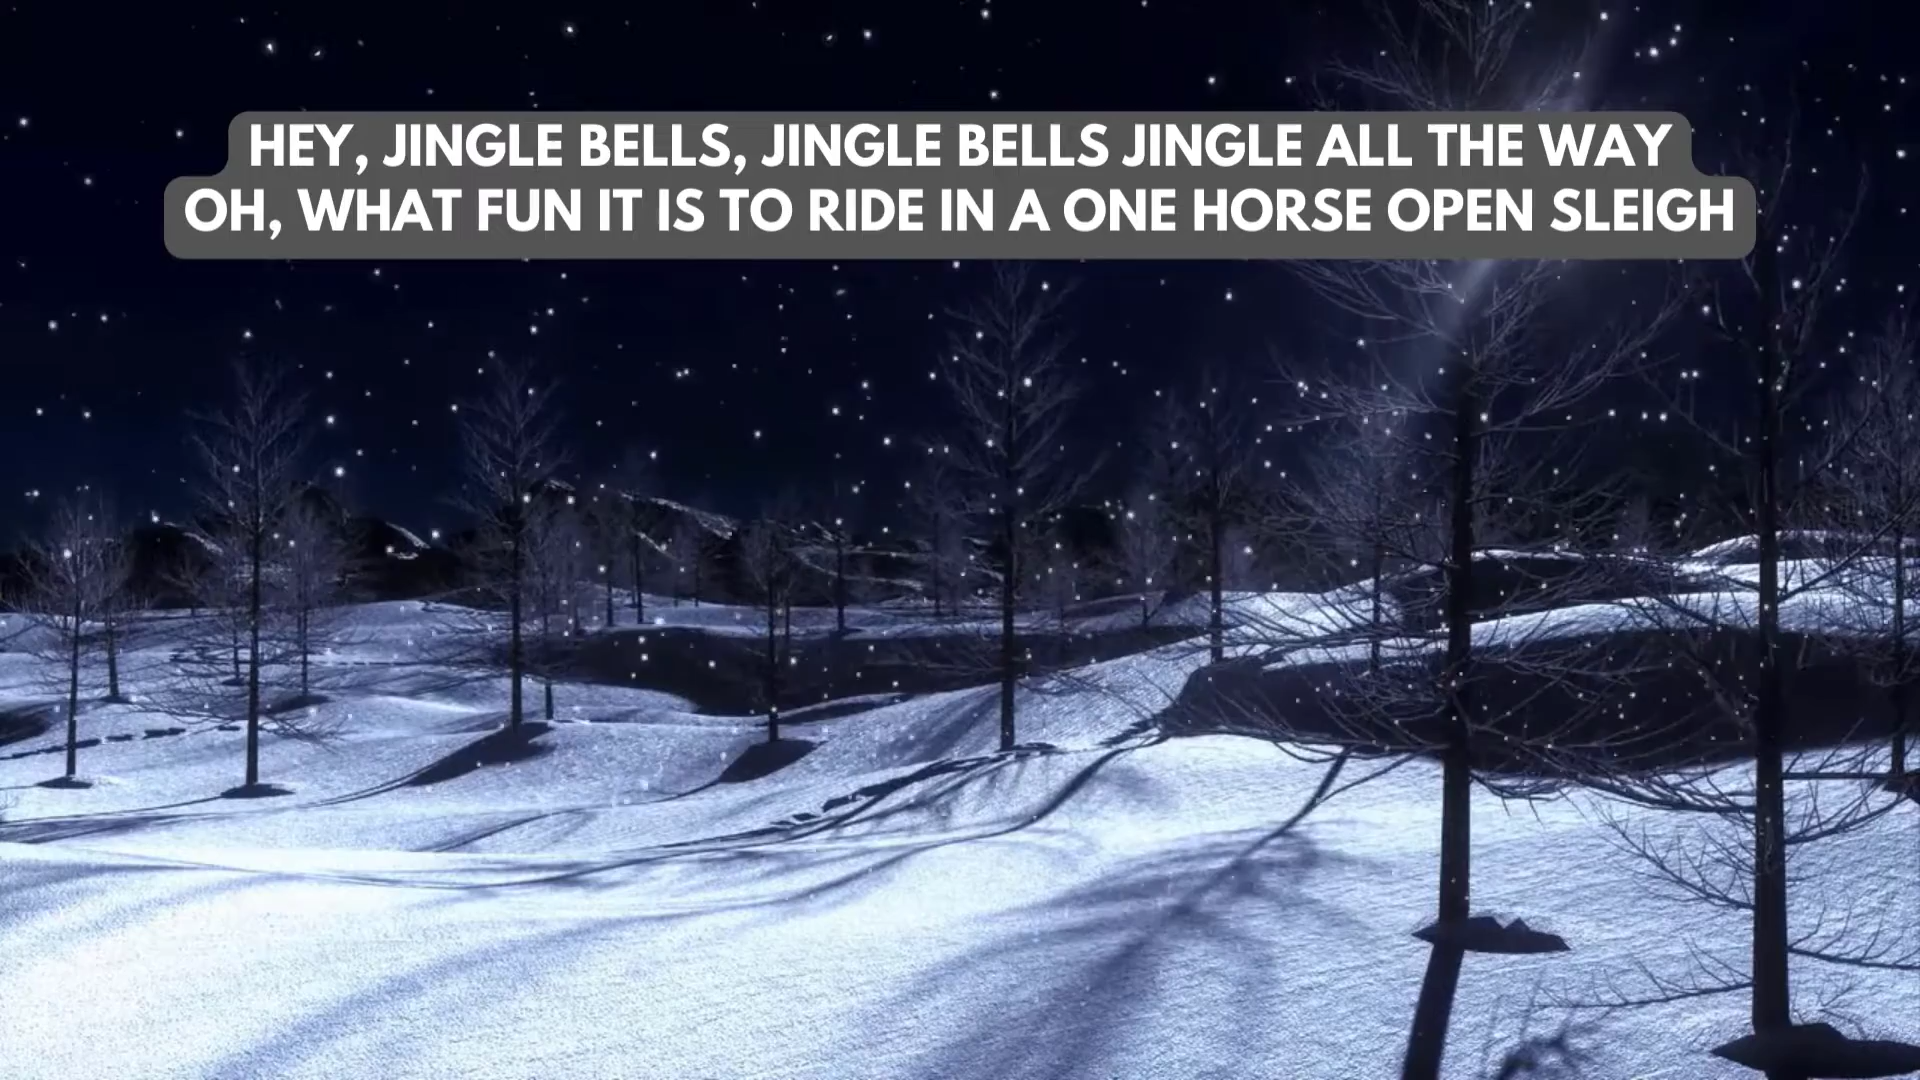 HEY, JINGLE BELLS, JINGLE BELLS JINGLE ALL THE WAY
OH, WHAT FUN IT IS TO RIDE IN A ONE HORSE OPEN SLEIGH